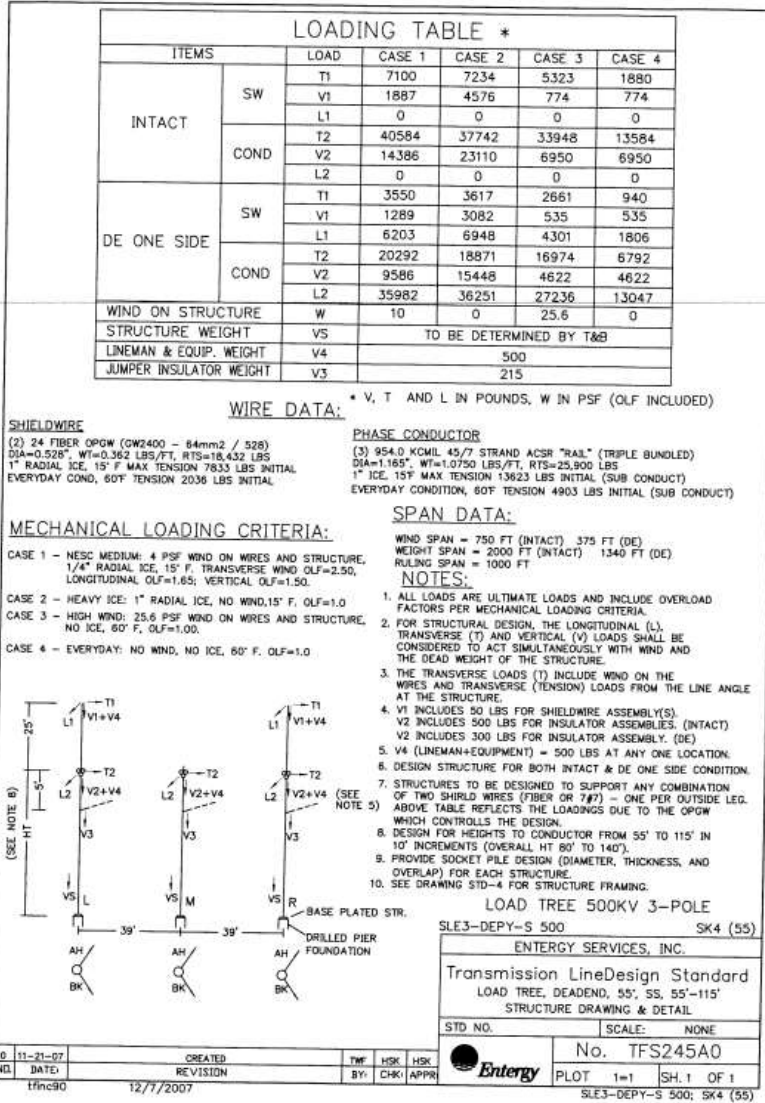 LOADING TABLE *
ITEMS LOAD CASE 1 CASE 2 CASE 3 CASE 4
INTACT SW T1 7100 7234 5323 1880
V1 1887 4576 774 774
L1 0 0 0 0
COND T2 40584 37742 33948 13584
V2 14386 23110 6950 6950
L2 0 0 0 0
DE ONE SIDE SW T1 3550 3617 2661 940
V1 1289 3082 535 535
L1 6203 6948 4301 1806
COND T2 20292 18871 16974 6792
V2 9586 15448 4622 4622
L2 35982 36251 27236 13047
WIND ON STRUCTURE W 10 0 25.6 0
STRUCTURE WEIGHT VS TO BE DETERMINED BY T&B
LINEMAN & EQUIP. WEIGHT V4 500
JUMPER INSULATOR WEIGHT V3 215
* V, T AND L IN POUNDS, W IN PSF (OLF INCLUDED)
WIRE DATA:
SHIELDWIRE
(2) 24 FIBER OPGW (GW2400 - 64mm2 / 528)
DIA=0.528", WT=0.362 LBS/FT, RTS=18,432 LBS
1" RADIAL ICE, 15° F MAX TENSION 7833 LBS INITIAL
EVERYDAY COND, 60°F TENSION 2036 LBS INITIAL
PHASE CONDUCTOR
(3) 954.0 KCMIL 45/7 STRAND ACSR "RAIL" (TRIPLE BUNDLED)
DIA=1.165", WT=1.0750 LBS/FT, RTS=25,900 LBS
1" ICE, 15°F MAX TENSION 13623 LBS INITIAL (SUB CONDUCT)
EVERYDAY CONDITION, 60°F TENSION 4903 LBS INITIAL (SUB CONDUCT)
MECHANICAL LOADING CRITERIA:
CASE 1 - NESC MEDIUM: 4 PSF WIND ON WIRES AND STRUCTURE,
1/4" RADIAL ICE, 15° F. TRANSVERSE WIND OLF=2.50,
LONGITUDINAL OLF=1.65; VERTICAL OLF=1.50.
CASE 2 - HEAVY ICE: 1" RADIAL ICE, NO WIND,15° F, OLF=1.0
CASE 3 - HIGH WIND: 25.6 PSF WIND ON WIRES AND STRUCTURE,
NO ICE, 60° F, OLF=1.00.
CASE 4 - EVERYDAY: NO WIND, NO ICE, 60° F. OLF=1.0
SPAN DATA:
WIND SPAN = 750 FT (INTACT) 375 FT (DE)
WEIGHT SPAN = 2000 FT (INTACT) 1340 FT (DE)
RULING SPAN = 1000 FT
NOTES:
1. ALL LOADS ARE ULTIMATE LOADS AND INCLUDE OVERLOAD
FACTORS PER MECHANICAL LOADING CRITERIA.
2. FOR STRUCTURAL DESIGN, THE LONGITUDINAL (L),
TRANSVERSE (T) AND VERTICAL (V) LOADS SHALL BE
CONSIDERED TO ACT SIMULTANEOUSLY WITH WIND AND
THE DEAD WEIGHT OF THE STRUCTURE.
3. THE TRANSVERSE LOADS (T) INCLUDE WIND ON THE
WIRES AND TRANSVERSE (TENSION) LOADS FROM THE LINE ANGLE
AT THE STRUCTURE.
4. V1 INCLUDES 50 LBS FOR SHIELDWIRE ASSEMBLY(S).
V2 INCLUDES 500 LBS FOR INSULATOR ASSEMBLIES. (INTACT)
V2 INCLUDES 300 LBS FOR INSULATOR ASSEMBLY. (DE)
5. V4 (LINEMAN+EQUIPMENT) = 500 LBS AT ANY ONE LOCATION.
6. DESIGN STRUCTURE FOR BOTH INTACT & DE ONE SIDE CONDITION.
7. STRUCTURES TO BE DESIGNED TO SUPPORT ANY COMBINATION
OF TWO SHIRLD WIRES (FIBER OR 7#7) - ONE PER OUTSIDE LEG.
ABOVE TABLE REFLECTS THE LOADINGS DUE TO THE OPGW
WHICH CONTROLLS THE DESIGN.
8. DESIGN FOR HEIGHTS TO CONDUCTOR FROM 55' TO 115' IN
10' INCREMENTS (OVERALL HT 80' TO 140').
9. PROVIDE SOCKET PILE DESIGN (DIAMETER, THICKNESS, AND
OVERLAP) FOR EACH STRUCTURE.
10. SEE DRAWING STD-4 FOR STRUCTURE FRAMING.
T1 T1
L1 V1+V4 L1 V1+V4
25'
T2 T2 T2
L2 V2+V4 L2 V2+V4 L2 V2+V4 (SEE
NOTE 5)
5'
HT
(SEE NOTE 8)
V3 V3 V3
VS L VS M VS R
BASE PLATED STR.
39' 39'
DRILLED PIER
FOUNDATION
AH AH AH
BK BK BK
LOAD TREE 500KV 3-POLE
SLE3-DEPY-S 500 SK4 (55)
ENTERGY SERVICES, INC.
Transmission LineDesign Standard
LOAD TREE, DEADEND, 55°, SS, 55'-115'
STRUCTURE DRAWING & DETAIL
STD NO. SCALE: NONE
Entergy
No. TFS245A0
PLOT 1=1 SH. 1 OF 1
SLE3-DEPY-S 500; SK4 (55)
0 11-21-07 CREATED TWF HSK HSK
NO. DATE: REVISION BY: CHK: APPR:
tfinc90 12/7/2007